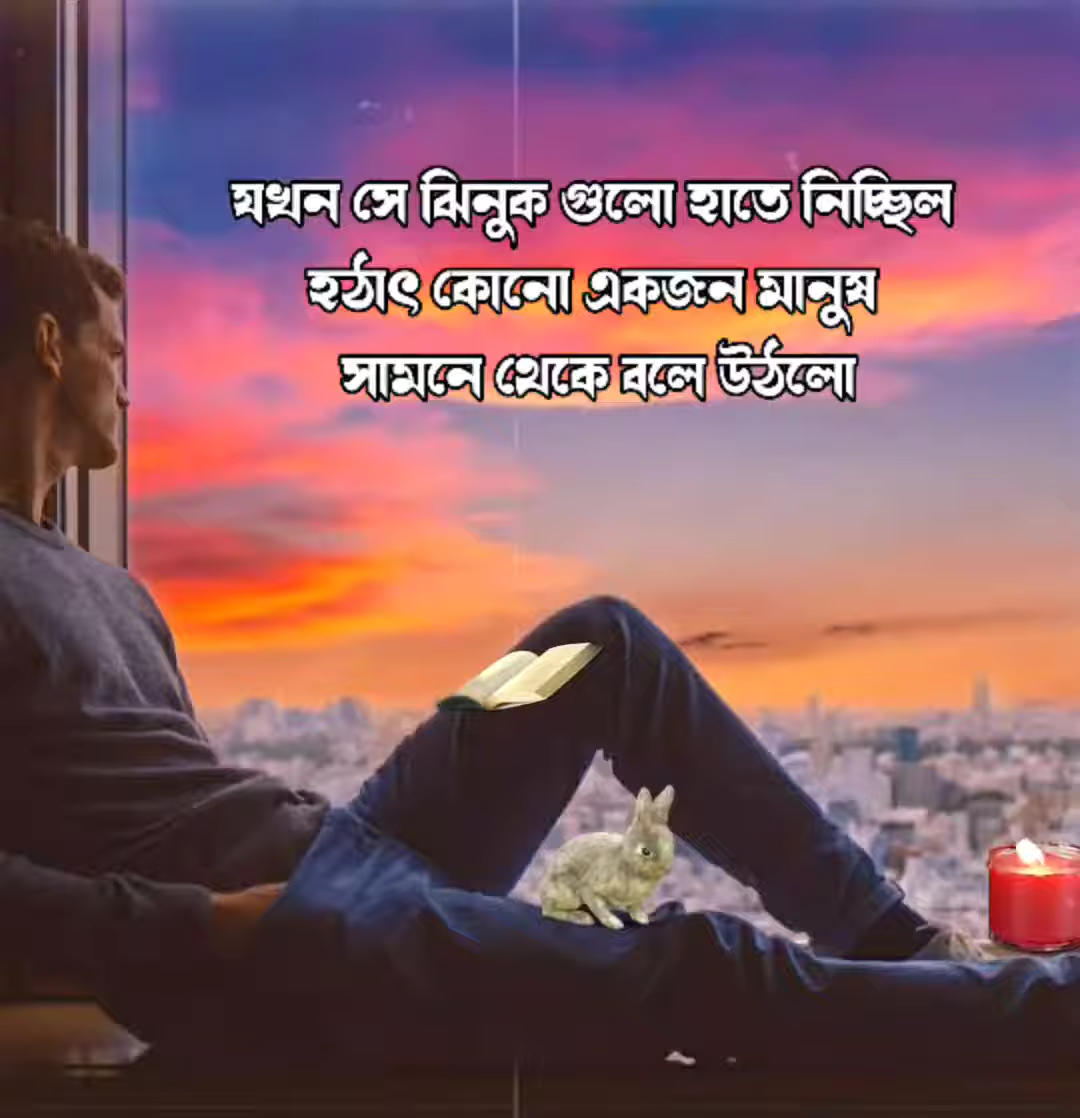 যখন সে ঝিনুক গুলো হাতে নিচ্ছিল
হঠাৎ কোনো একজন মানুষ
সামনে থেকে বলে উঠলো